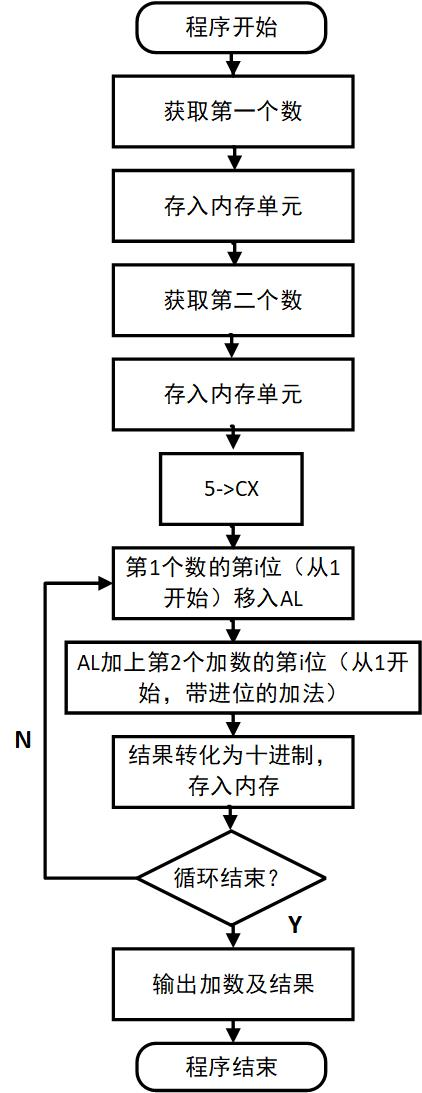 程序开始
获取第一个数
存入内存单元
获取第二个数
存入内存单元
5->CX
第1个数的第i位（从1
开始）移入AL
AL加上第2个加数的第i位（从1开
始，带进位的加法）
N
结果转化为十进制，
存入内存
循环结束？
Y
输出加数及结果
程序结束